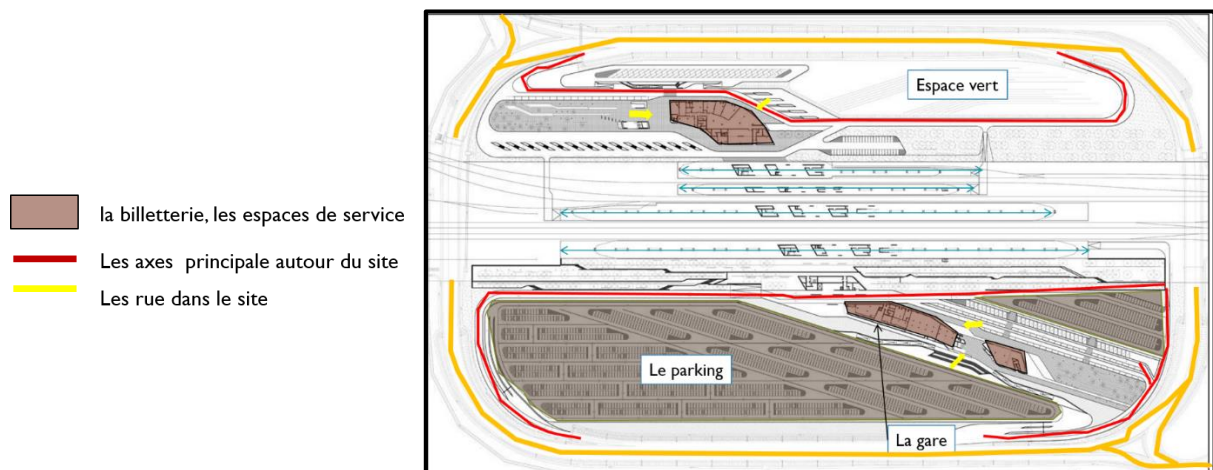 la billetterie, les espaces de service
Les axes principale autour du site
Les rue dans le site
Espace vert
Le parking
La gare